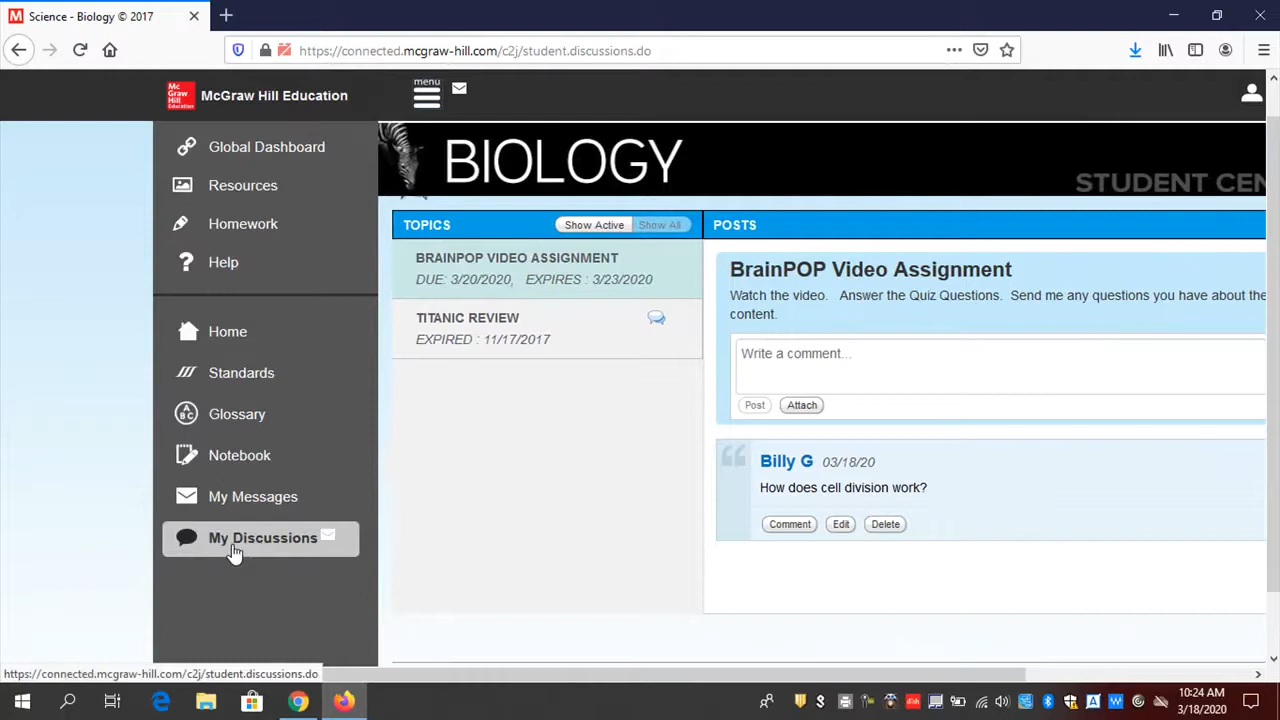 Science - Biology © 2017
https://connected.mcgraw-hill.com/c2j/student.discussions.do
Mc Graw Hill Education
McGraw Hill Education
menu
Global Dashboard
Resources
Homework
Help
Home
Standards
Glossary
Notebook
My Messages
My Discussions
BIOLOGY
STUDENT CEN
TOPICS
Show Active
Show All
BRAINPOP VIDEO ASSIGNMENT
DUE: 3/20/2020, EXPIRES : 3/23/2020
TITANIC REVIEW
EXPIRED : 11/17/2017
POSTS
BrainPOP Video Assignment
Watch the video. Answer the Quiz Questions. Send me any questions you have about the
content.
Write a comment...
Post
Attach
Billy G 03/18/20
How does cell division work?
Comment
Edit
Delete
https://connected.mcgraw-hill.com/c2j/student.discussions.do
10:24 AM
3/18/2020